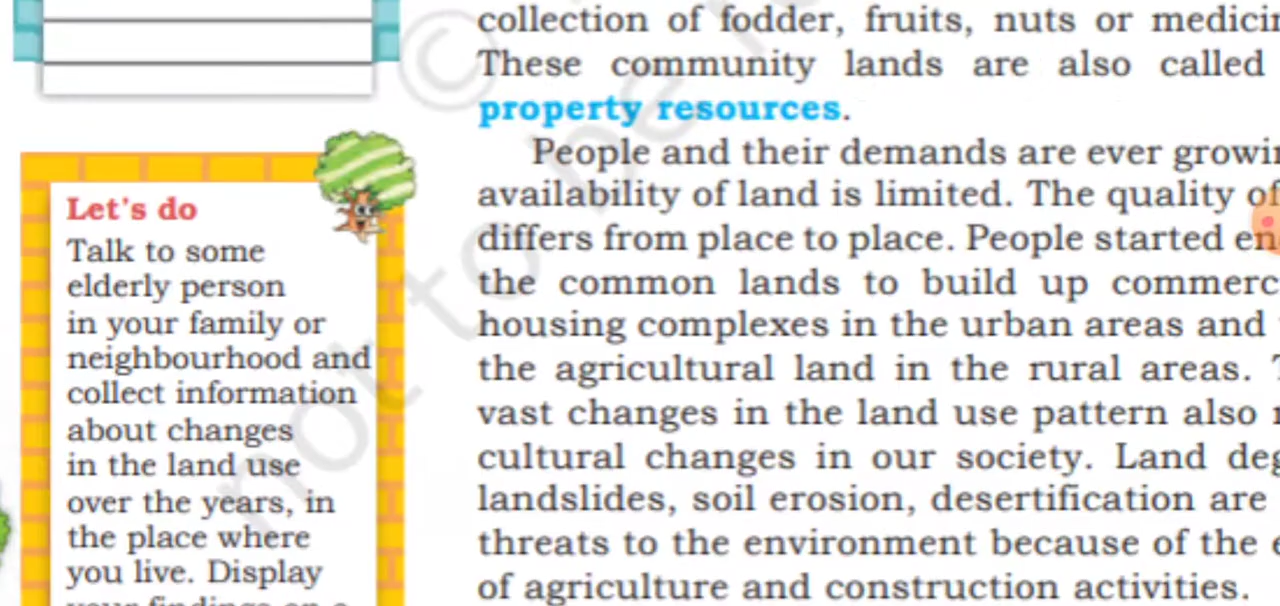 collection of fodder, fruits, nuts or
These community lands are also called
property resources.
People and their demands are ever
availability of land is limited. The quality of
differs from place to place. People started
the common lands to build up
housing complexes in the urban areas and
the agricultural land in the rural areas.
vast changes in the land use pattern also
cultural changes in our society. Land
landslides, soil erosion, desertification are
threats to the environment because of the
of agriculture and construction activities.
Let's do
Talk to some
elderly person
in your family or
neighbourhood and
collect information
about changes
in the land use
over the years, in
the place where
you live. Display
© not to be